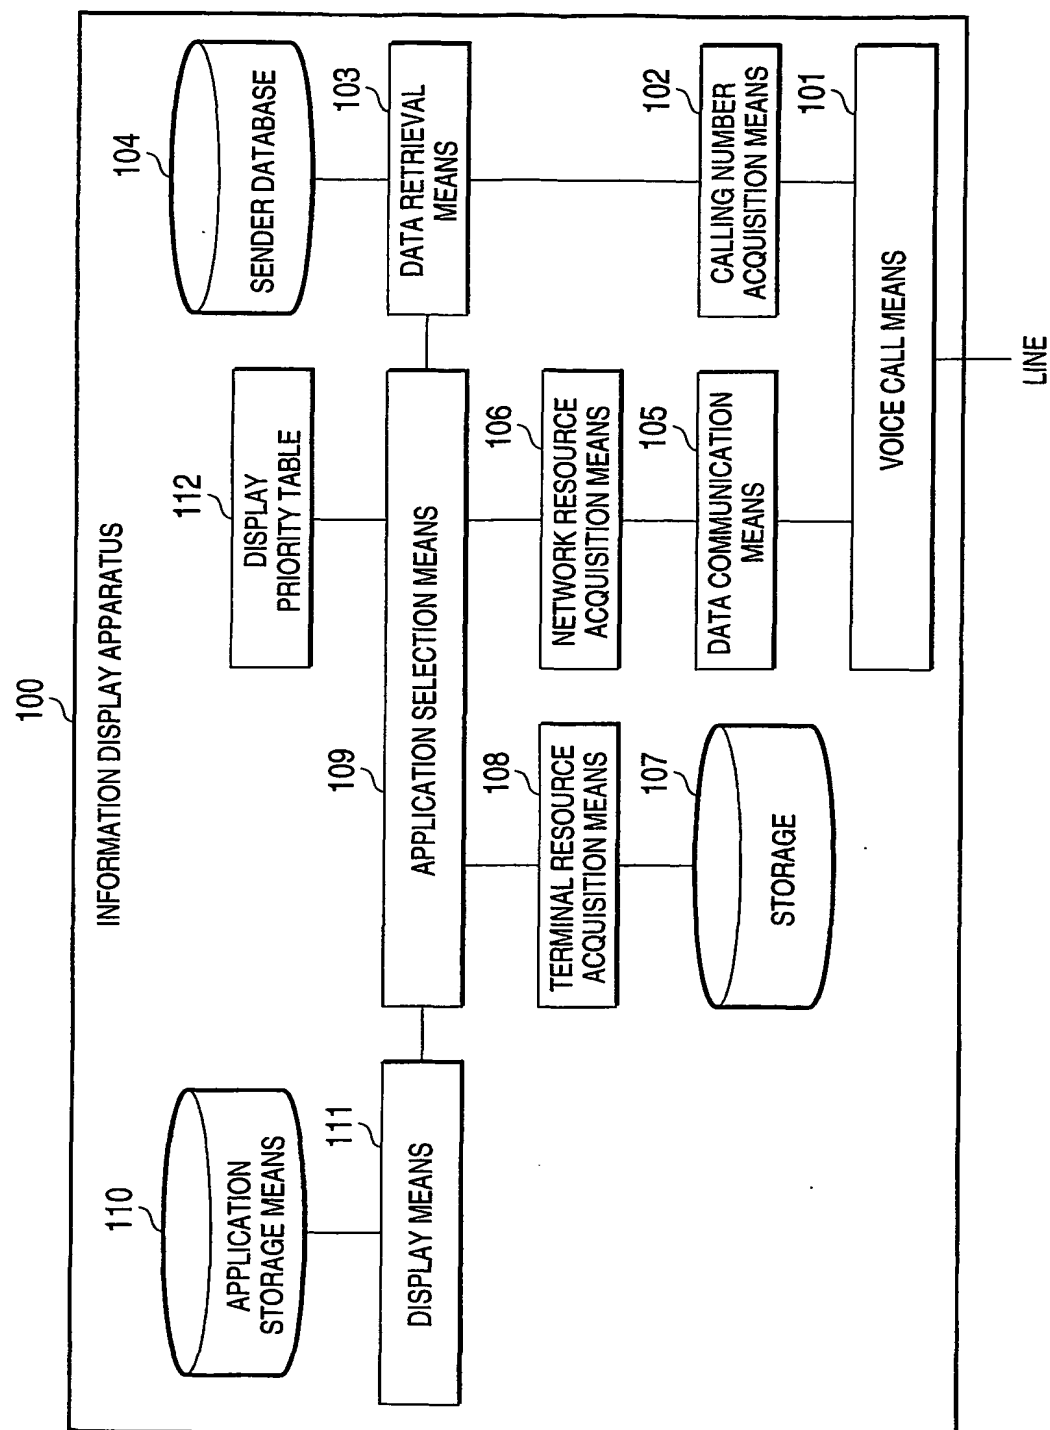 100
INFORMATION DISPLAY APPARATUS
110
APPLICATION
STORAGE MEANS
111
DISPLAY MEANS
112
DISPLAY
PRIORITY TABLE
104
SENDER DATABASE
109
APPLICATION SELECTION MEANS
103
DATA RETRIEVAL
MEANS
108
TERMINAL RESOURCE
ACQUISITION MEANS
106
NETWORK RESOURCE
ACQUISITION MEANS
107
STORAGE
105
DATA COMMUNICATION
MEANS
102
CALLING NUMBER
ACQUISITION MEANS
101
VOICE CALL MEANS
LINE